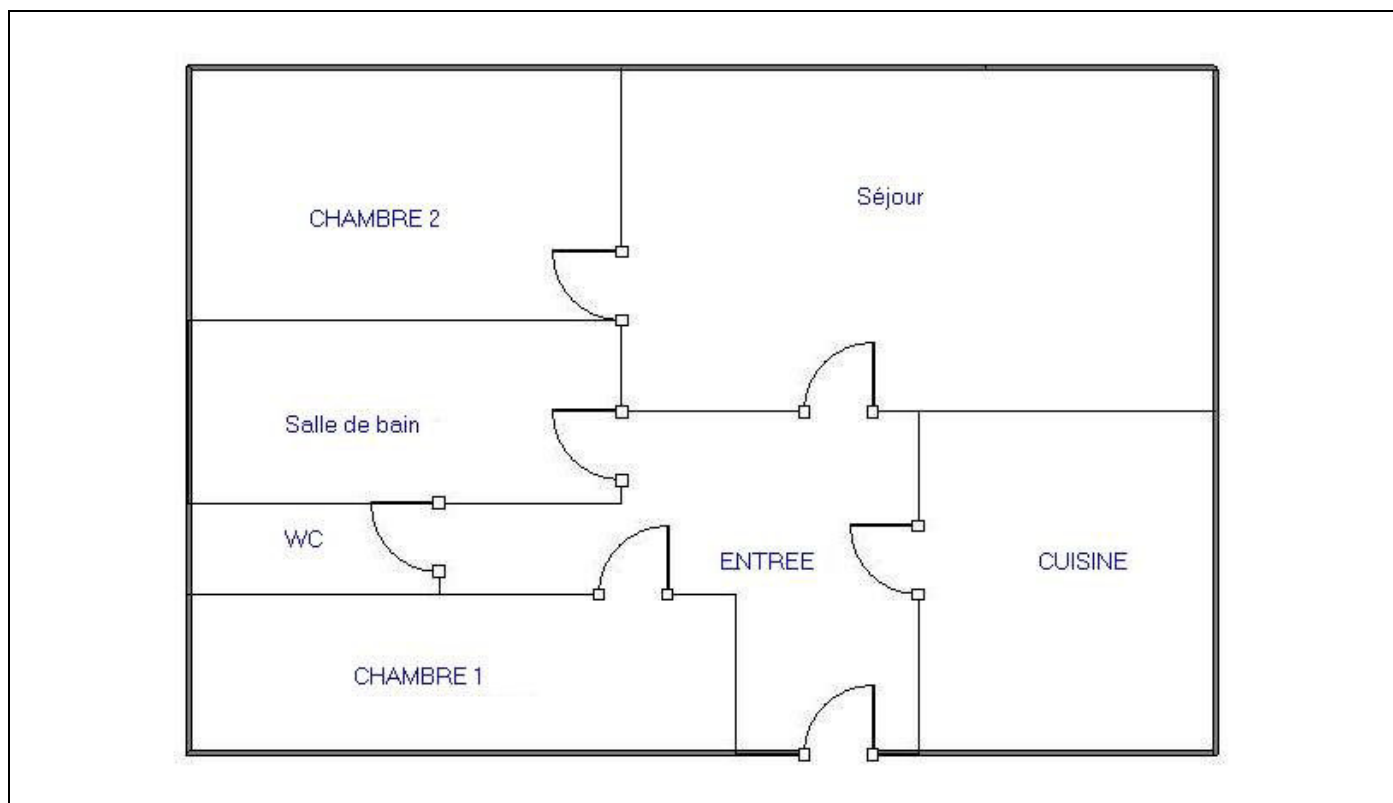 Séjour
CHAMBRE 2
Salle de bain
WC
ENTREE
CUISINE
CHAMBRE 1